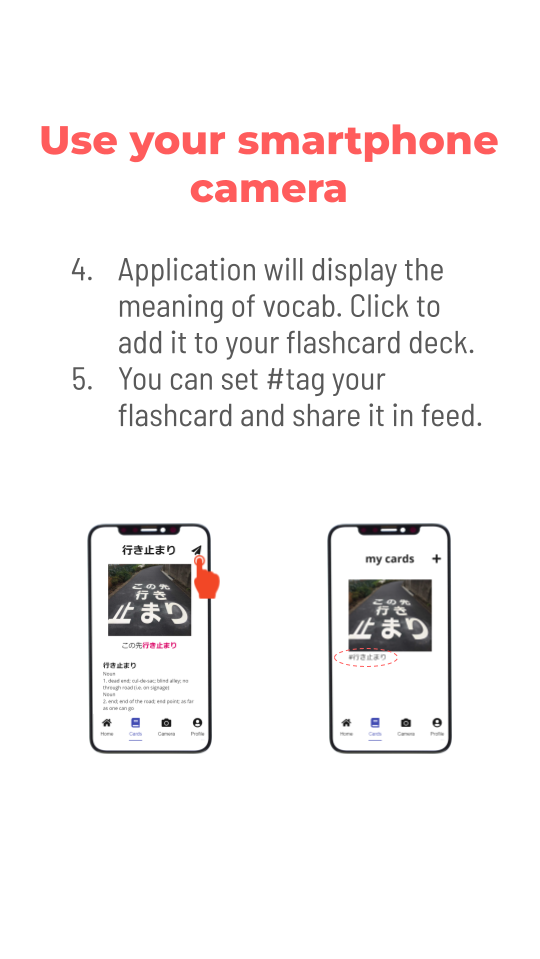 Use your smartphone
camera
4. Application will display the
meaning of vocab. Click to
add it to your flashcard deck.
5. You can set #tag your
flashcard and share it in feed.
行き止まり
この先
行き
止まり
この先行き止まり
行き止まり
Noun
1. dead end; cul-de-sac; blind alley; no
through road (i.e. on signage)
Noun
2. end; end of the road; end point; as far
as one can go
Home Cards Camera Profile
my cards +
この先
行き
止まり
#行き止まり
Home Cards Camera Profile